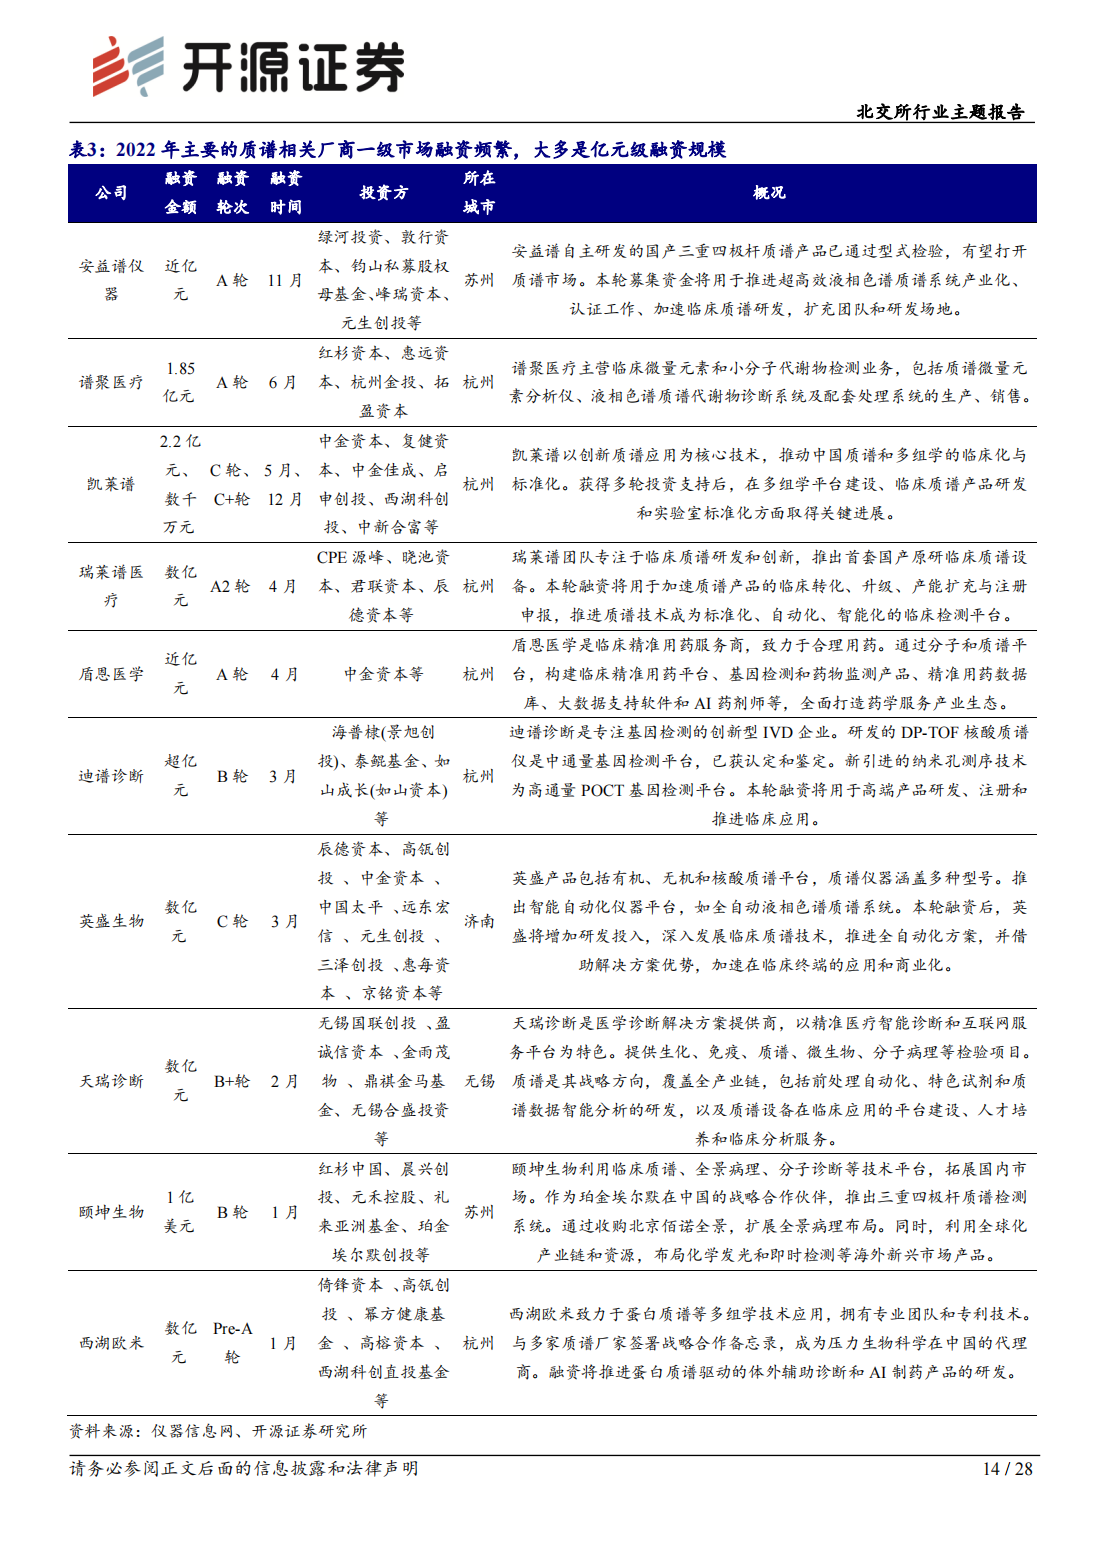 开源证券
北交所行业主题报告
表3：2022 年主要的质谱相关厂商一级市场融资频繁，大多是亿元级融资规模
公司
融资
金额
融资
轮次
融资
时间
投资方
所在
城市
概况
安益谱仪
器
近亿
元
A 轮
11 月
绿河投资、敦行资
本、钧山私募股权
母基金、峰瑞资本、
元生创投等
苏州
安益谱自主研发的国产三重四极杆质谱产品已通过型式检验，有望打开
质谱市场。本轮募集资金将用于推进超高效液相色谱质谱系统产业化、
认证工作、加速临床质谱研发，扩充团队和研发场地。
谱聚医疗
1.85
亿元
A 轮
6 月
红杉资本、惠远资
本、杭州金投、拓
盈资本
杭州
谱聚医疗主营临床微量元素和小分子代谢物检测业务，包括质谱微量元
素分析仪、液相色谱质谱代谢物诊断系统及配套处理系统的生产、销售。
凯莱谱
2.2 亿
元、
数千
万元
C 轮、
C+轮
5 月、
12 月
中金资本、复健资
本、中金佳成、启
申创投、西湖科创
投、中新合富等
杭州
凯莱谱以创新质谱应用为核心技术，推动中国质谱和多组学的临床化与
标准化。获得多轮投资支持后，在多组学平台建设、临床质谱产品研发
和实验室标准化方面取得关键进展。
瑞莱谱医
疗
数亿
元
A2 轮
4 月
CPE 源峰、晓池资
本、君联资本、辰
德资本等
杭州
瑞莱谱团队专注于临床质谱研发和创新，推出首套国产原研临床质谱设
备。本轮融资将用于加速质谱产品的临床转化、升级、产能扩充与注册
申报，推进质谱技术成为标准化、自动化、智能化的临床检测平台。
盾恩医学
近亿
元
A 轮
4 月
中金资本等
杭州
盾恩医学是临床精准用药服务商，致力于合理用药。通过分子和质谱平
台，构建临床精准用药平台、基因检测和药物监测产品、精准用药数据
库、大数据支持软件和 AI 药剂师等，全面打造药学服务产业生态。
迪谱诊断
超亿
元
B 轮
3 月
海普棣(景旭创
投)、泰鲲基金、如
山成长(如山资本)
等
杭州
迪谱诊断是专注基因检测的创新型 IVD 企业。研发的 DP-TOF 核酸质谱
仪是中通量基因检测平台，已获认定和鉴定。新引进的纳米孔测序技术
为高通量 POCT 基因检测平台。本轮融资将用于高端产品研发、注册和
推进临床应用。
英盛生物
数亿
元
C 轮
3 月
辰德资本、高瓴创
投 、中金资本 、
中国太平 、远东宏
信 、元生创投 、
三泽创投 、惠每资
本 、京铭资本等
济南
英盛产品包括有机、无机和核酸质谱平台，质谱仪器涵盖多种型号。推
出智能自动化仪器平台，如全自动液相色谱质谱系统。本轮融资后，英
盛将增加研发投入，深入发展临床质谱技术，推进全自动化方案，并借
助解决方案优势，加速在临床终端的应用和商业化。
天瑞诊断
数亿
元
B+轮
2 月
无锡国联创投 、盈
诚信资本 、金雨茂
物 、鼎祺金马基
金、无锡合盛投资
等
无锡
天瑞诊断是医学诊断解决方案提供商，以精准医疗智能诊断和互联网服
务平台为特色。提供生化、免疫、质谱、微生物、分子病理等检验项目。
质谱是其战略方向，覆盖全产业链，包括前处理自动化、特色试剂和质
谱数据智能分析的研发，以及质谱设备在临床应用的平台建设、人才培
养和临床分析服务。
颐坤生物
1 亿
美元
B 轮
1 月
红杉中国、晨兴创
投、元禾控股、礼
来亚洲基金、珀金
埃尔默创投等
苏州
颐坤生物利用临床质谱、全景病理、分子诊断等技术平台，拓展国内市
场。作为珀金埃尔默在中国的战略合作伙伴，推出三重四极杆质谱检测
系统。通过收购北京佰诺全景，扩展全景病理布局。同时，利用全球化
产业链和资源，布局化学发光和即时检测等海外新兴市场产品。
西湖欧米
数亿
元
Pre-A
轮
1 月
倚锋资本 、高瓴创
投 、幂方健康基
金 、高榕资本 、
西湖科创直投基金
等
杭州
西湖欧米致力于蛋白质谱等多组学技术应用，拥有专业团队和专利技术。
与多家质谱厂家签署战略合作备忘录，成为压力生物科学在中国的代理
商。融资将推进蛋白质谱驱动的体外辅助诊断和 AI 制药产品的研发。
资料来源：仪器信息网、开源证券研究所
请务必参阅正文后面的信息披露和法律声明
14 / 28